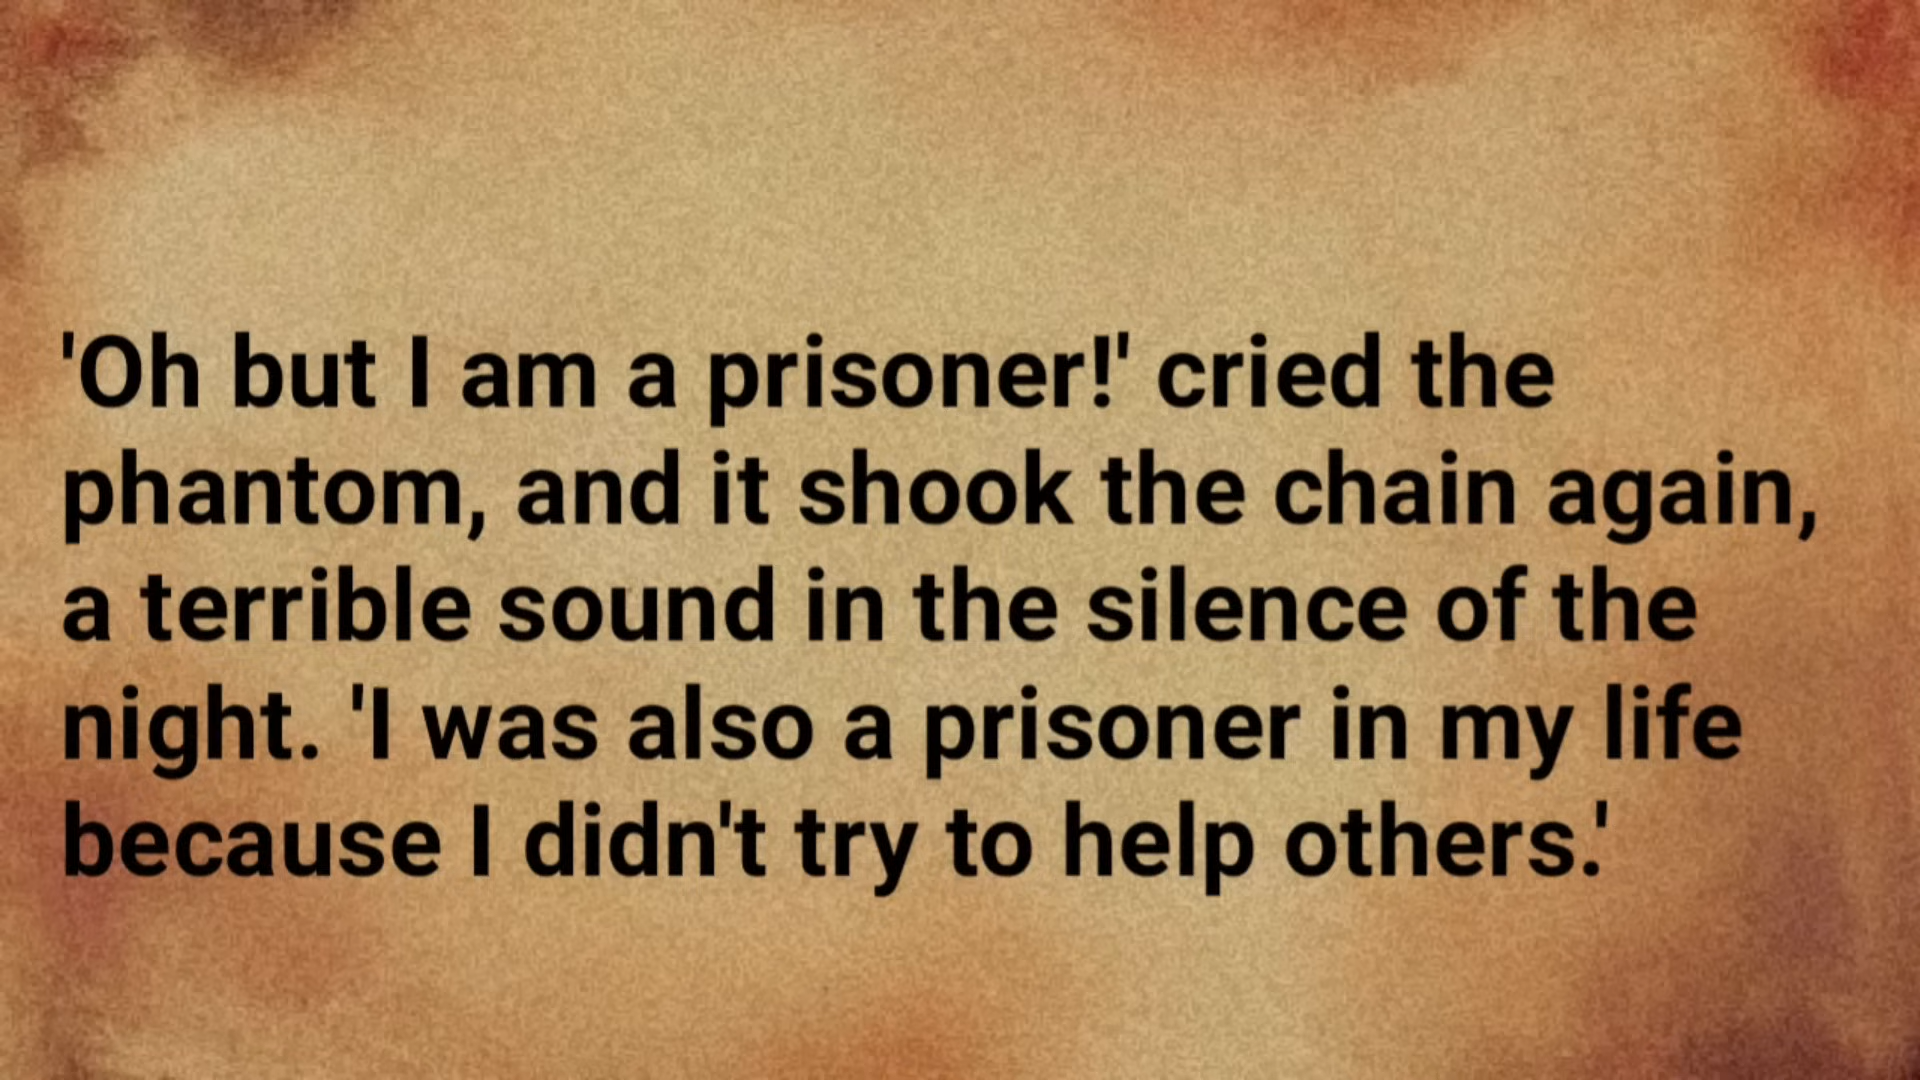 'Oh but I am a prisoner!' cried the
phantom, and it shook the chain again,
a terrible sound in the silence of the
night. 'I was also a prisoner in my life
because I didn't try to help others.'